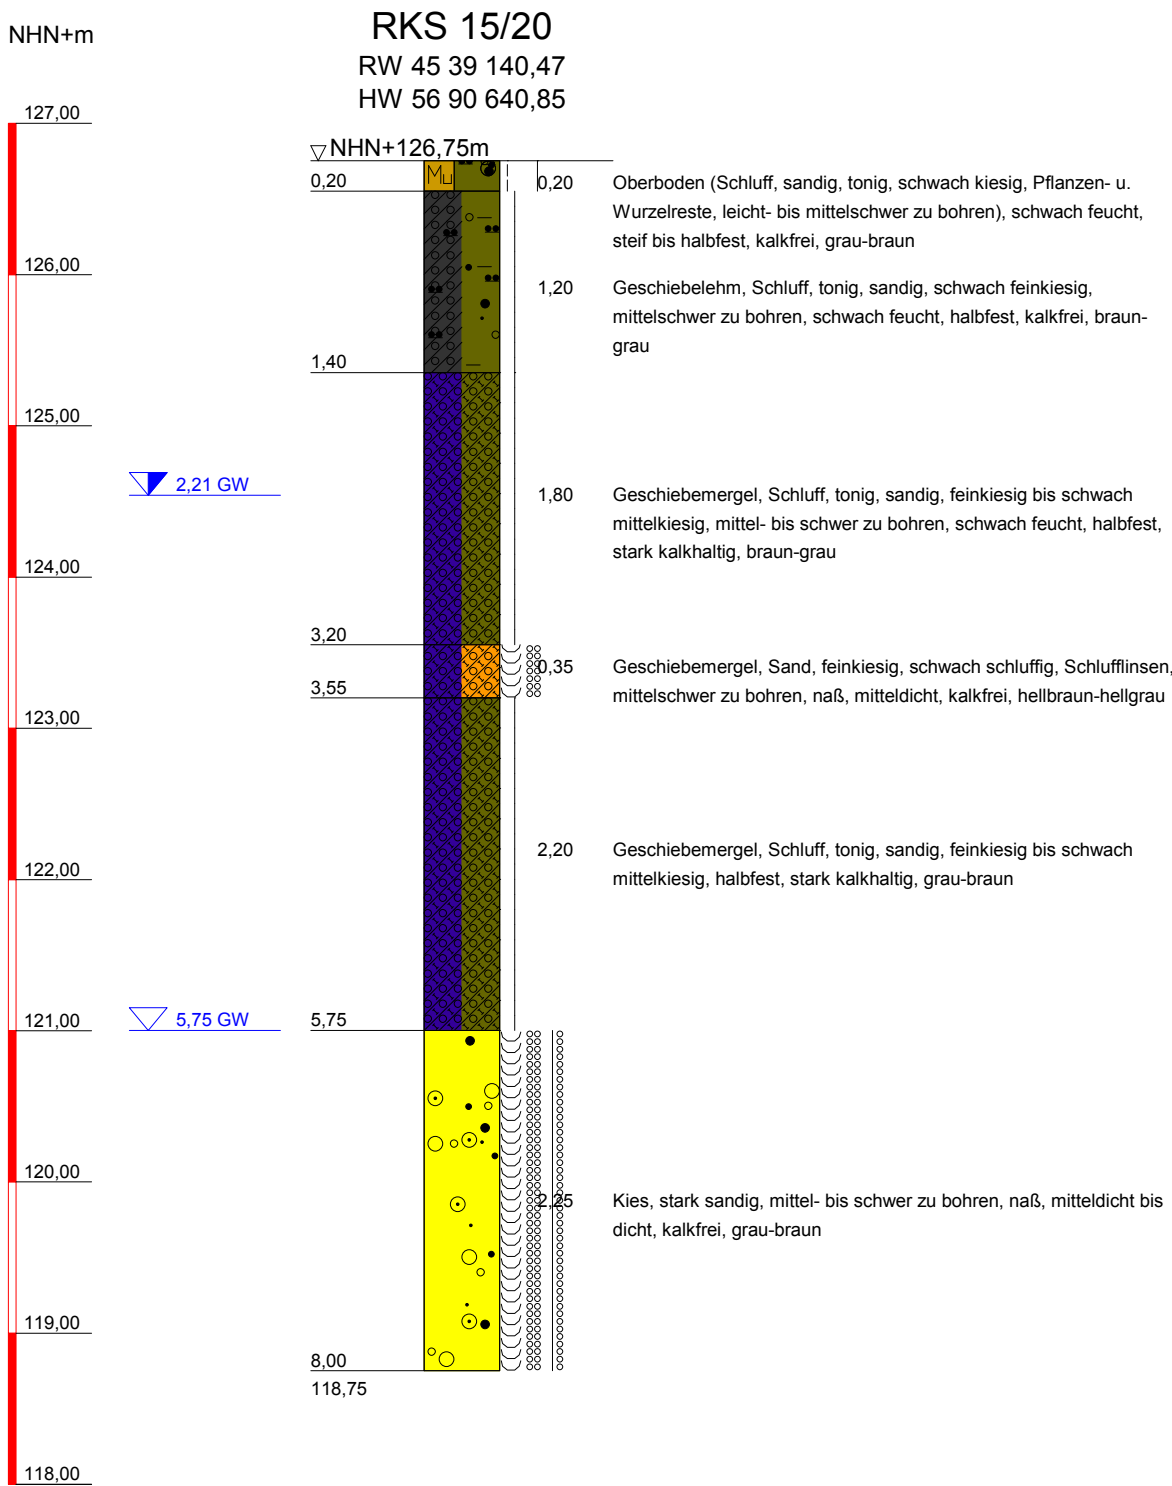 NHN+m
RKS 15/20
RW 45 39 140,47
HW 56 90 640,85
127,00
NHN+126,75m
Mu
0,20
0,20
Oberboden (Schluff, sandig, tonig, schwach kiesig, Pflanzen- u.
Wurzelreste, leicht- bis mittelschwer zu bohren), schwach feucht,
steif bis halbfest, kalkfrei, grau-braun
126,00
1,20
Geschiebelehm, Schluff, tonig, sandig, schwach feinkiesig,
mittelschwer zu bohren, schwach feucht, halbfest, kalkfrei, braun-
grau
1,40
125,00
2,21 GW
1,80
Geschiebemergel, Schluff, tonig, sandig, feinkiesig bis schwach
mittelkiesig, mittel- bis schwer zu bohren, schwach feucht, halbfest,
stark kalkhaltig, braun-grau
124,00
3,20
0,35
Geschiebemergel, Sand, feinkiesig, schwach schluffig, Schlufflinsen,
mittelschwer zu bohren, naß, mitteldicht, kalkfrei, hellbraun-hellgrau
3,55
123,00
2,20
Geschiebemergel, Schluff, tonig, sandig, feinkiesig bis schwach
mittelkiesig, halbfest, stark kalkhaltig, grau-braun
122,00
121,00
5,75 GW
5,75
120,00
2,25
Kies, stark sandig, mittel- bis schwer zu bohren, naß, mitteldicht bis
dicht, kalkfrei, grau-braun
119,00
8,00
118,75
118,00